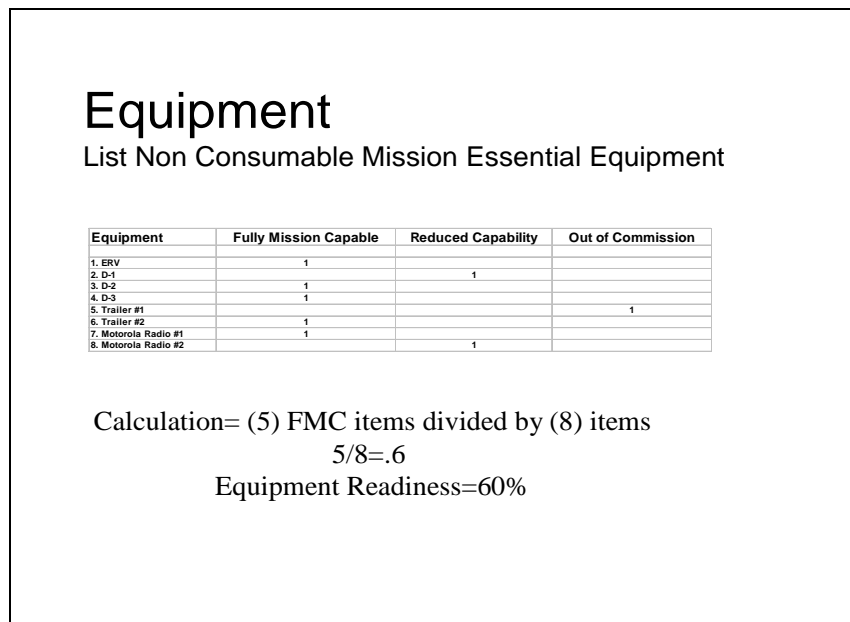 Equipment
List Non Consumable Mission Essential Equipment
Equipment Fully Mission Capable Reduced Capability Out of Commission
1. ERV 1
2. D-1 1
3. D-2 1
4. D-3 1
5. Trailer #1 1
6. Trailer #2 1
7. Motorola Radio #1 1
8. Motorola Radio #2 1
Calculation= (5) FMC items divided by (8) items
5/8=.6
Equipment Readiness=60%